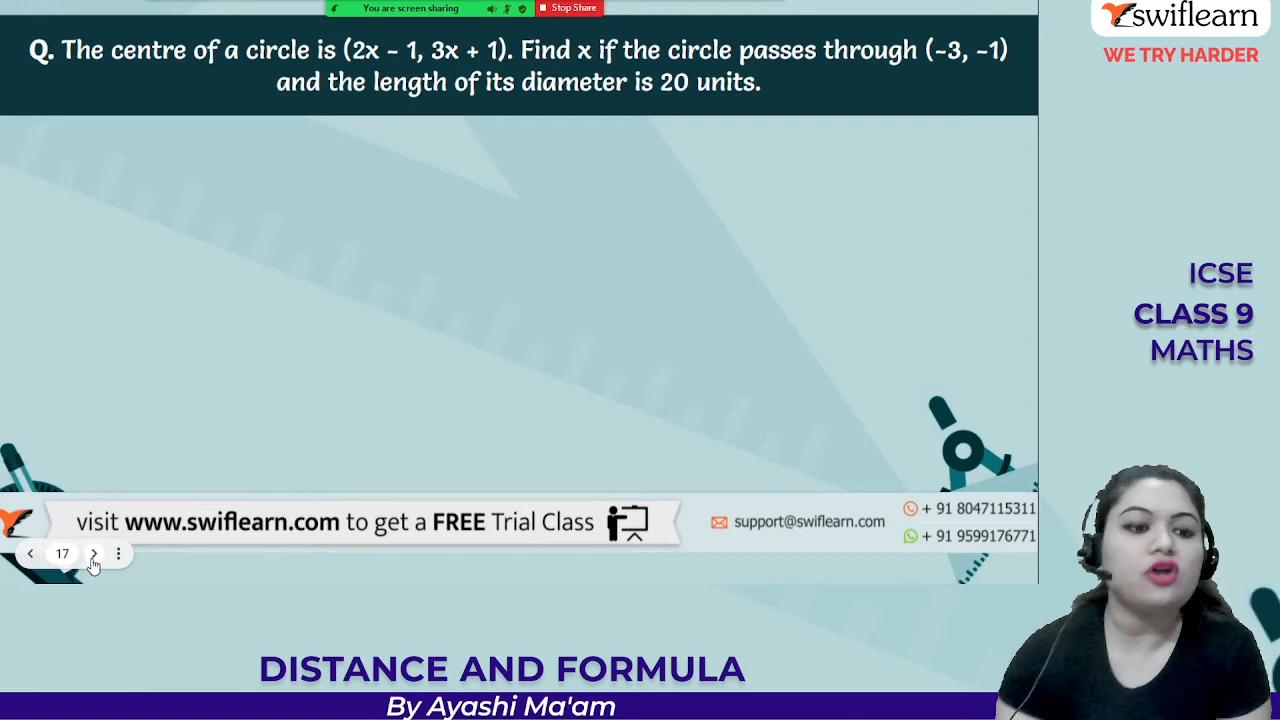 You are screen sharing
Stop Share
swiflearn
WE TRY HARDER
Q. The centre of a circle is (2x - 1, 3x + 1). Find x if the circle passes through (-3, -1)
and the length of its diameter is 20 units.
ICSE
CLASS 9
MATHS
visit www.swiflearn.com to get a FREE Trial Class
support@swiflearn.com
+ 91 8047115311
+ 91 9599176771
17
DISTANCE AND FORMULA
By Ayashi Ma'am